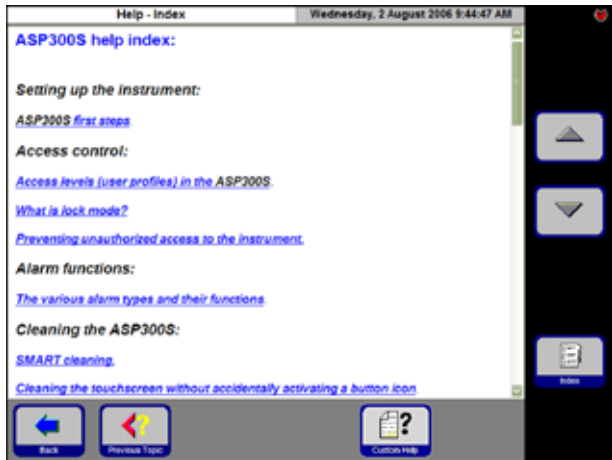 Help - Index
Wednesday, 2 August 2006 9:44:47 AM
ASP300S help index:
Setting up the instrument:
ASP300S first steps.
Access control:
Access levels (user profiles) in the ASP300S.
What is lock mode?
Preventing unauthorized access to the instrument.
Alarm functions:
The various alarm types and their functions.
Cleaning the ASP300S:
SMART cleaning.
Cleaning the touchscreen without accidentally activating a button icon.
Index
Back
Previous Topic
?
Custom Help